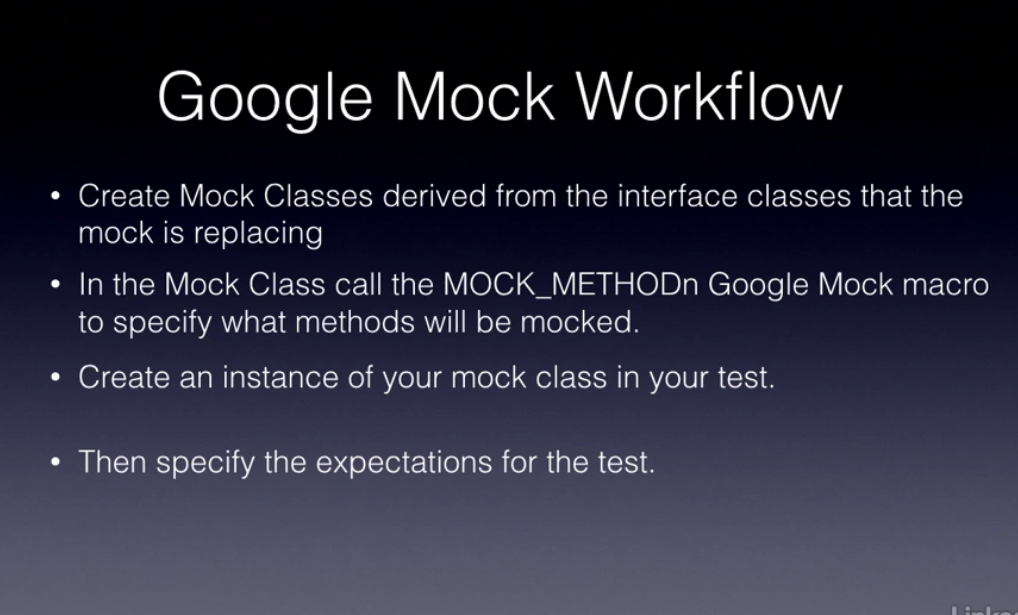 Google Mock Workflow
• Create Mock Classes derived from the interface classes that the
mock is replacing
• In the Mock Class call the MOCK_METHODn Google Mock macro
to specify what methods will be mocked.
• Create an instance of your mock class in your test.
• Then specify the expectations for the test.